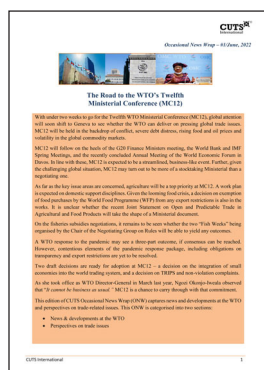 CUTS
International
Occasional News Wrap – 01/June, 2022
The Road to the WTO's Twelfth
Ministerial Conference (MC12)
With under two weeks to go for the Twelfth WTO Ministerial Conference (MC12), global attention
will soon shift to Geneva to see whether the WTO can deliver on pressing global trade issues.
MC12 will be held in the backdrop of conflict, severe debt distress, rising food and oil prices and
volatility in the global commodity markets.
MC12 will follow on the heels of the G20 Finance Ministers meeting, the World Bank and IMF
Spring Meetings, and the recently concluded Annual Meeting of the World Economic Forum in
Davos. In line with these, MC12 is expected to be a streamlined, business-like event. Further, given
the challenging global situation, MC12 may turn out to be more of a stocktaking Ministerial than a
negotiating one.
As far as the key issue areas are concerned, agriculture will be a top priority at MC12. A work plan
is expected on domestic support disciplines. Given the looming food crisis, a decision on exemption
of food purchases by the World Food Programme (WFP) from any export restrictions is also in the
works. It is unclear whether the recent Joint Statement on Open and Predictable Trade in
Agricultural and Food Products will take the shape of a Ministerial document.
On the fisheries subsidies negotiations, it remains to be seen whether the two "Fish Weeks" being
organised by the Chair of the Negotiating Group on Rules will be able to yield any outcomes.
A WTO response to the pandemic may see a three-part outcome, if consensus can be reached.
However, contentious elements of the pandemic response package, including obligations on
transparency and export restrictions are yet to be resolved.
Two draft decisions are ready for adoption at MC12 – a decision on the integration of small
economies into the world trading system, and a decision on TRIPS and non-violation complaints.
As she took office as WTO Director-General in March last year, Ngozi Okonjo-Iweala observed
that "It cannot be business as usual." MC12 is a chance to carry through with that commitment.
This edition of CUTS Occasional News Wrap (ONW) captures news and developments at the WTO
and perspectives on trade-related issues. This ONW is categorised into two sections:
• News & developments at the WTO
• Perspectives on trade issues
CUTS International 1